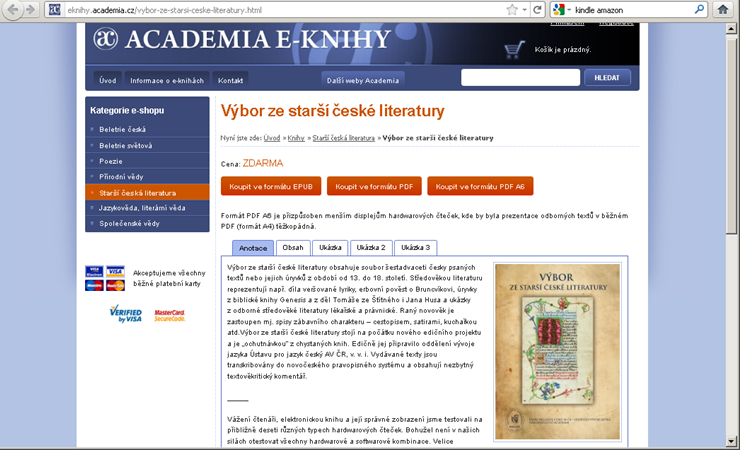 eknihy.academia.cz/vybor-ze-starsi-ceske-literatury.html
kindle amazon
ACADEMIA E-KNIHY
Košík je prázdný.
Úvod
Informace o e-knihách
Kontakt
Další weby Academia
HLEDAT
Kategorie e-shopu
Beletrie česká
Beletrie světová
Poezie
Přírodní vědy
Starší česká literatura
Jazykověda, literární věda
Společenské vědy
Akceptujeme všechny
běžné platební karty
VISA
VISA
Electron
MasterCard
Maestro
VERIFIED
by VISA
MasterCard.
SecureCode.
Výbor ze starší české literatury
Nyní jste zde: Úvod » Knihy » Starší česká literatura » Výbor ze starší české literatury
Cena: ZDARMA
Koupit ve formátu EPUB
Koupit ve formátu PDF
Koupit ve formátu PDF A6
Formát PDF A6 je přizpůsoben menším displejům hardwarových čteček, kde by byla prezentace odborných textů v běžném
PDF (formát A4) těžkopádná.
Anotace
Obsah
Ukázka
Ukázka 2
Ukázka 3
Výbor ze starší české literatury obsahuje soubor šestadvaceti česky psaných
textů nebo jejich úryvků z období od 13. do 18. století. Středověkou literaturu
reprezentují např. díla veršované lyriky, erbovní pověst o Bruncvíkovi, úryvky
z biblické knihy Genesis a z děl Tomáše ze Štítného i Jana Husa a ukázky
z odborné středověké literatury lékařské a právnické. Raný novověk je
zastoupen mj. spisy zábavního charakteru – cestopisem, satirami, kuchařkou
atd.Výbor ze starší české literatury stojí na počátku nového edičního projektu
a je „ochutnávkou" z chystaných knih. Edičně jej připravilo oddělení vývoje
jazyka Ústavu pro jazyk český AV ČR, v. v. i. Vydávané texty jsou
transkribovány do novočeského pravopisného systému a obsahují nezbytný
textověkritický komentář.
Vážení čtenáři, elektronickou knihu a její správné zobrazení jsme testovali na
přibližně deseti různých typech hardwarových čteček. Bohužel není v našich
silách otestovat všechny hardwarové a softwarové kombinace. Velice
VÝBOR
ZE STARŠÍ ČESKÉ LITERATURY